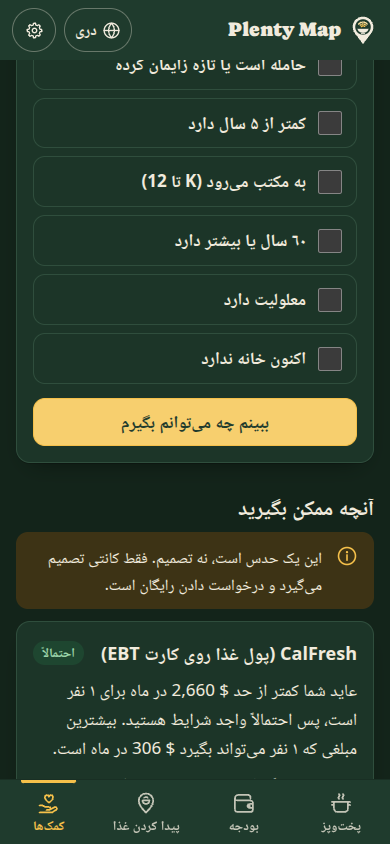 Plenty Map
دری
حامله است یا تازه زایمان کرده
کمتر از ۵ سال دارد
به مکتب می‌رود (K تا 12)
۶۰ سال یا بیشتر دارد
معلولیت دارد
اکنون خانه ندارد
ببینم چه می‌توانم بگیرم
آنچه ممکن بگیرید
این یک حدس است، نه تصمیم. فقط کانتی تصمیم
می‌گیرد و درخواست دادن رایگان است.
CalFresh (پول غذا روی کارت EBT)
احتمالاً
عاید شما کمتر از حد $ 2,660 در ماه برای ۱ نفر
است، پس احتمالاً واجد شرایط هستید. بیشترین
مبلغی که ۱ نفر می‌تواند بگیرد $ 306 در ماه است.
پخت‌وپز
بودجه
پیدا کردن غذا
کمک‌ها